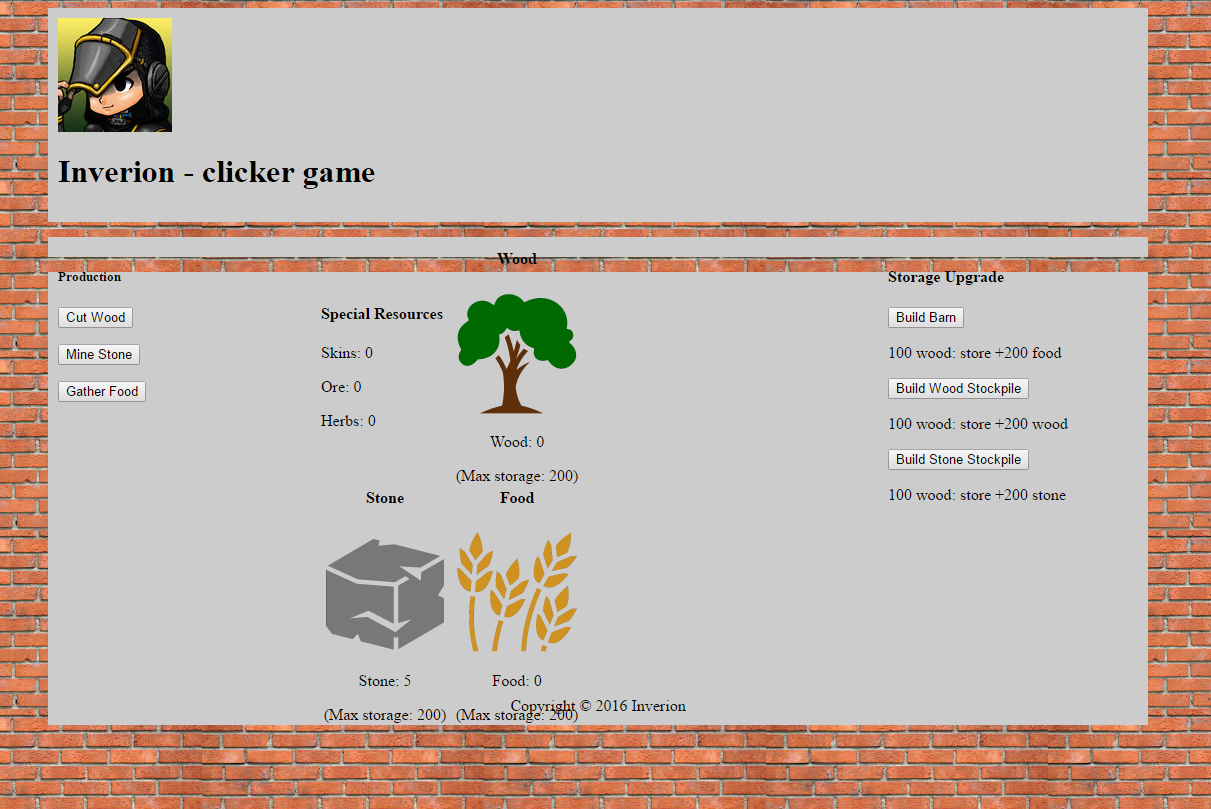 Inverion - clicker game
Production
Cut Wood
Mine Stone
Gather Food
Special Resources
Skins: 0
Ore: 0
Herbs: 0
Wood
Wood: 0
(Max storage: 200)
Stone
Stone: 5
(Max storage: 200)
Food
Food: 0
(Max storage: 200)
Storage Upgrade
Build Barn
100 wood: store +200 food
Build Wood Stockpile
100 wood: store +200 wood
Build Stone Stockpile
100 wood: store +200 stone
Copyright © 2016 Inverion